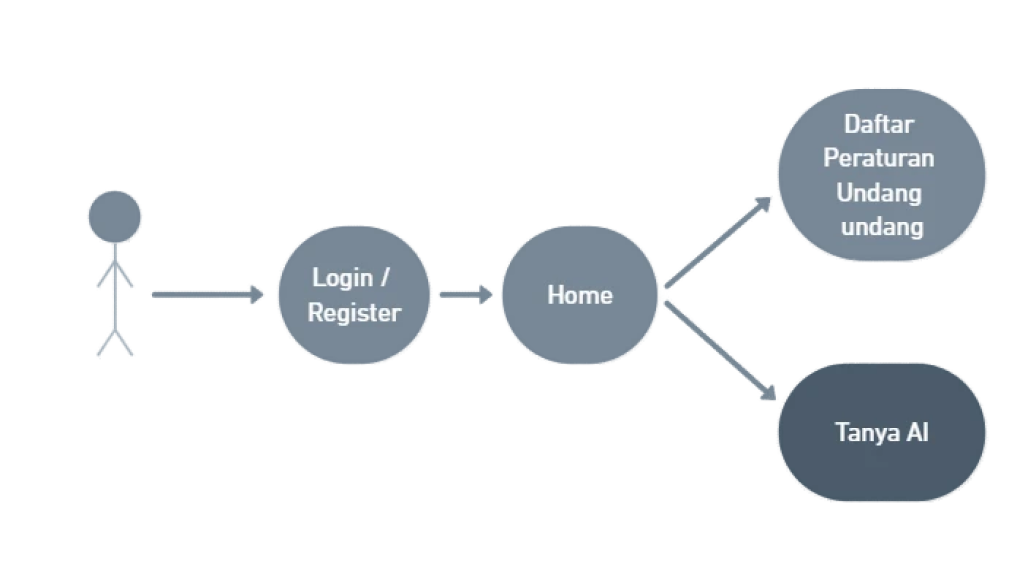 Daftar
Peraturan
Undang
undang
Login /
Register
Home
Tanya AI